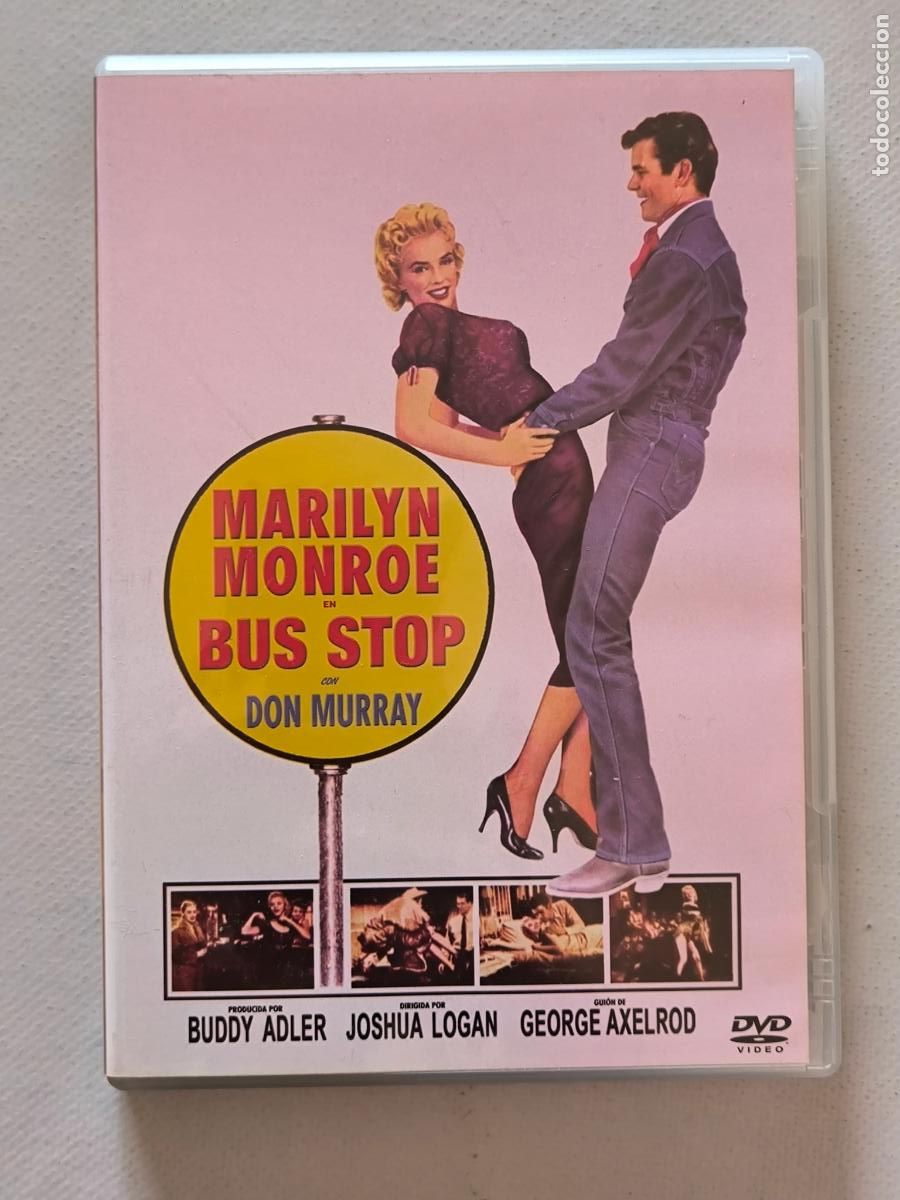 todocoleccion
MARILYN
MONROE
EN
BUS STOP
CON
DON MURRAY
PRODUCIDA POR
BUDDY ADLER
DIRIGIDA POR
JOSHUA LOGAN
GUIÓN DE
GEORGE AXELROD
DVD
VIDEO